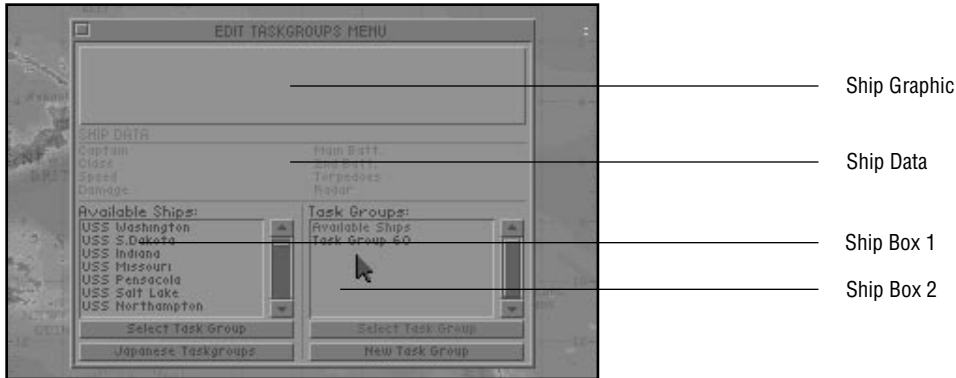 EDIT TASKGROUPS MENU
SHIP DATA
Captain
Class
Speed
Damage
Main Batt.
2nd Batt.
Torpedoes
Radar
Available Ships:
USS Washington
USS S.Dakota
USS Indiana
USS Missouri
USS Pensacola
USS Salt Lake
USS Northampton
Select Task Group
Japanese Taskgroups
Task Groups:
Available Ships
Task Group 60
Select Task Group
New Task Group
Ship Graphic
Ship Data
Ship Box 1
Ship Box 2